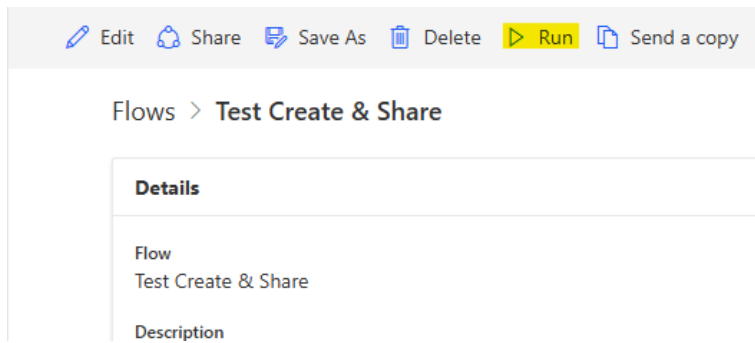 Edit Share Save As Delete Run Send a copy
Flows > Test Create & Share
Details
Flow
Test Create & Share
Description